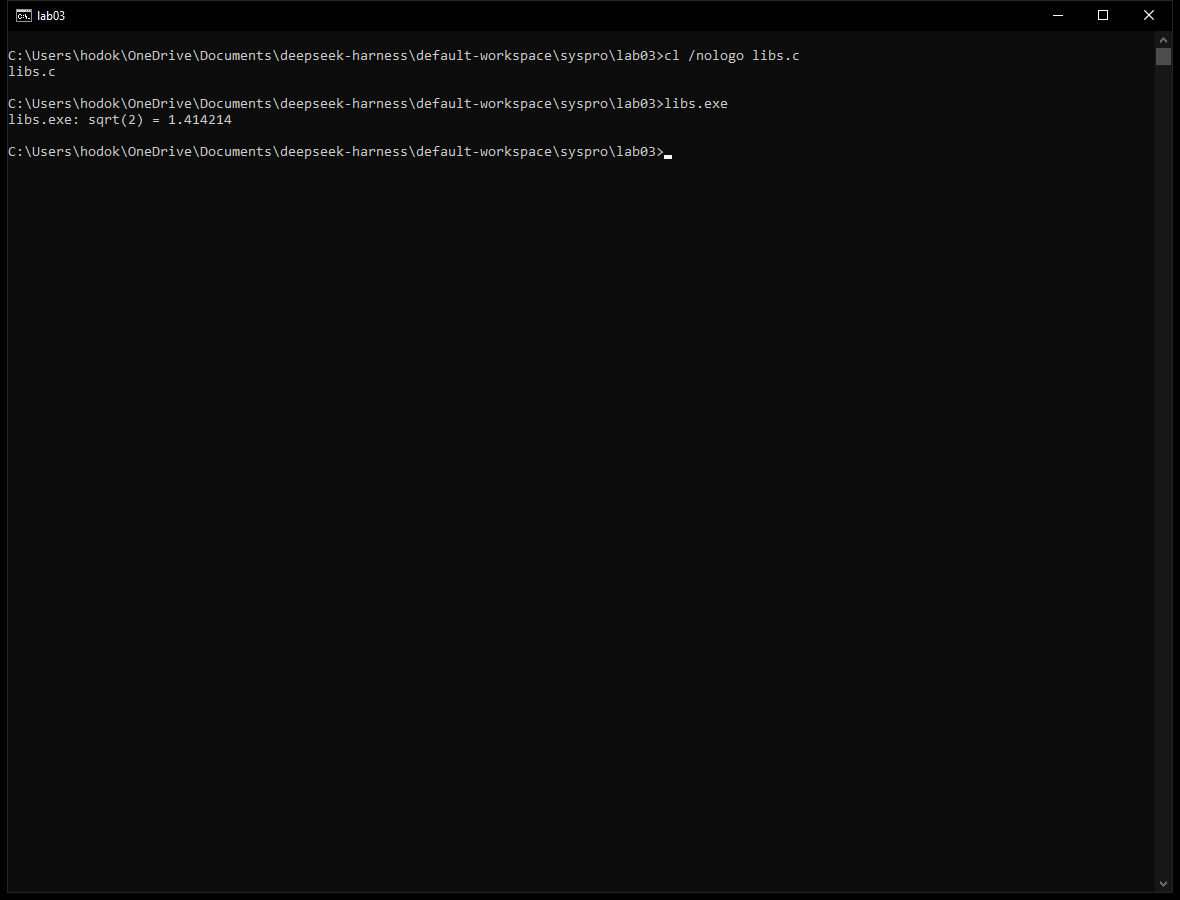 lab03
C:\Users\hodok\OneDrive\Documents\deepseek-harness\default-workspace\syspro\lab03>cl /nologo libs.c
libs.c
C:\Users\hodok\OneDrive\Documents\deepseek-harness\default-workspace\syspro\lab03>libs.exe
libs.exe: sqrt(2) = 1.414214
C:\Users\hodok\OneDrive\Documents\deepseek-harness\default-workspace\syspro\lab03>